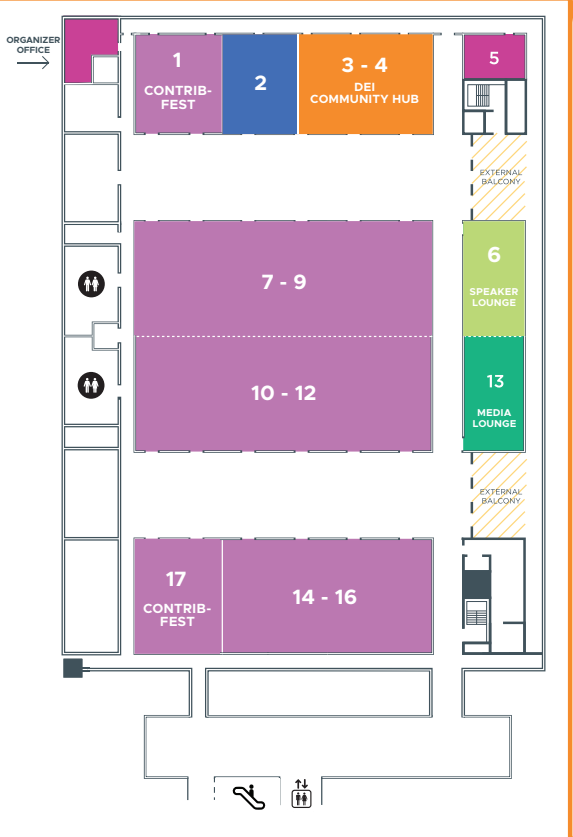 ORGANIZER
OFFICE
1
CONTRIB-
FEST
2
3 - 4
DEI
COMMUNITY HUB
5
EXTERNAL
BALCONY
7 - 9
6
SPEAKER
LOUNGE
10 - 12
13
MEDIA
LOUNGE
EXTERNAL
BALCONY
17
CONTRIB-
FEST
14 - 16